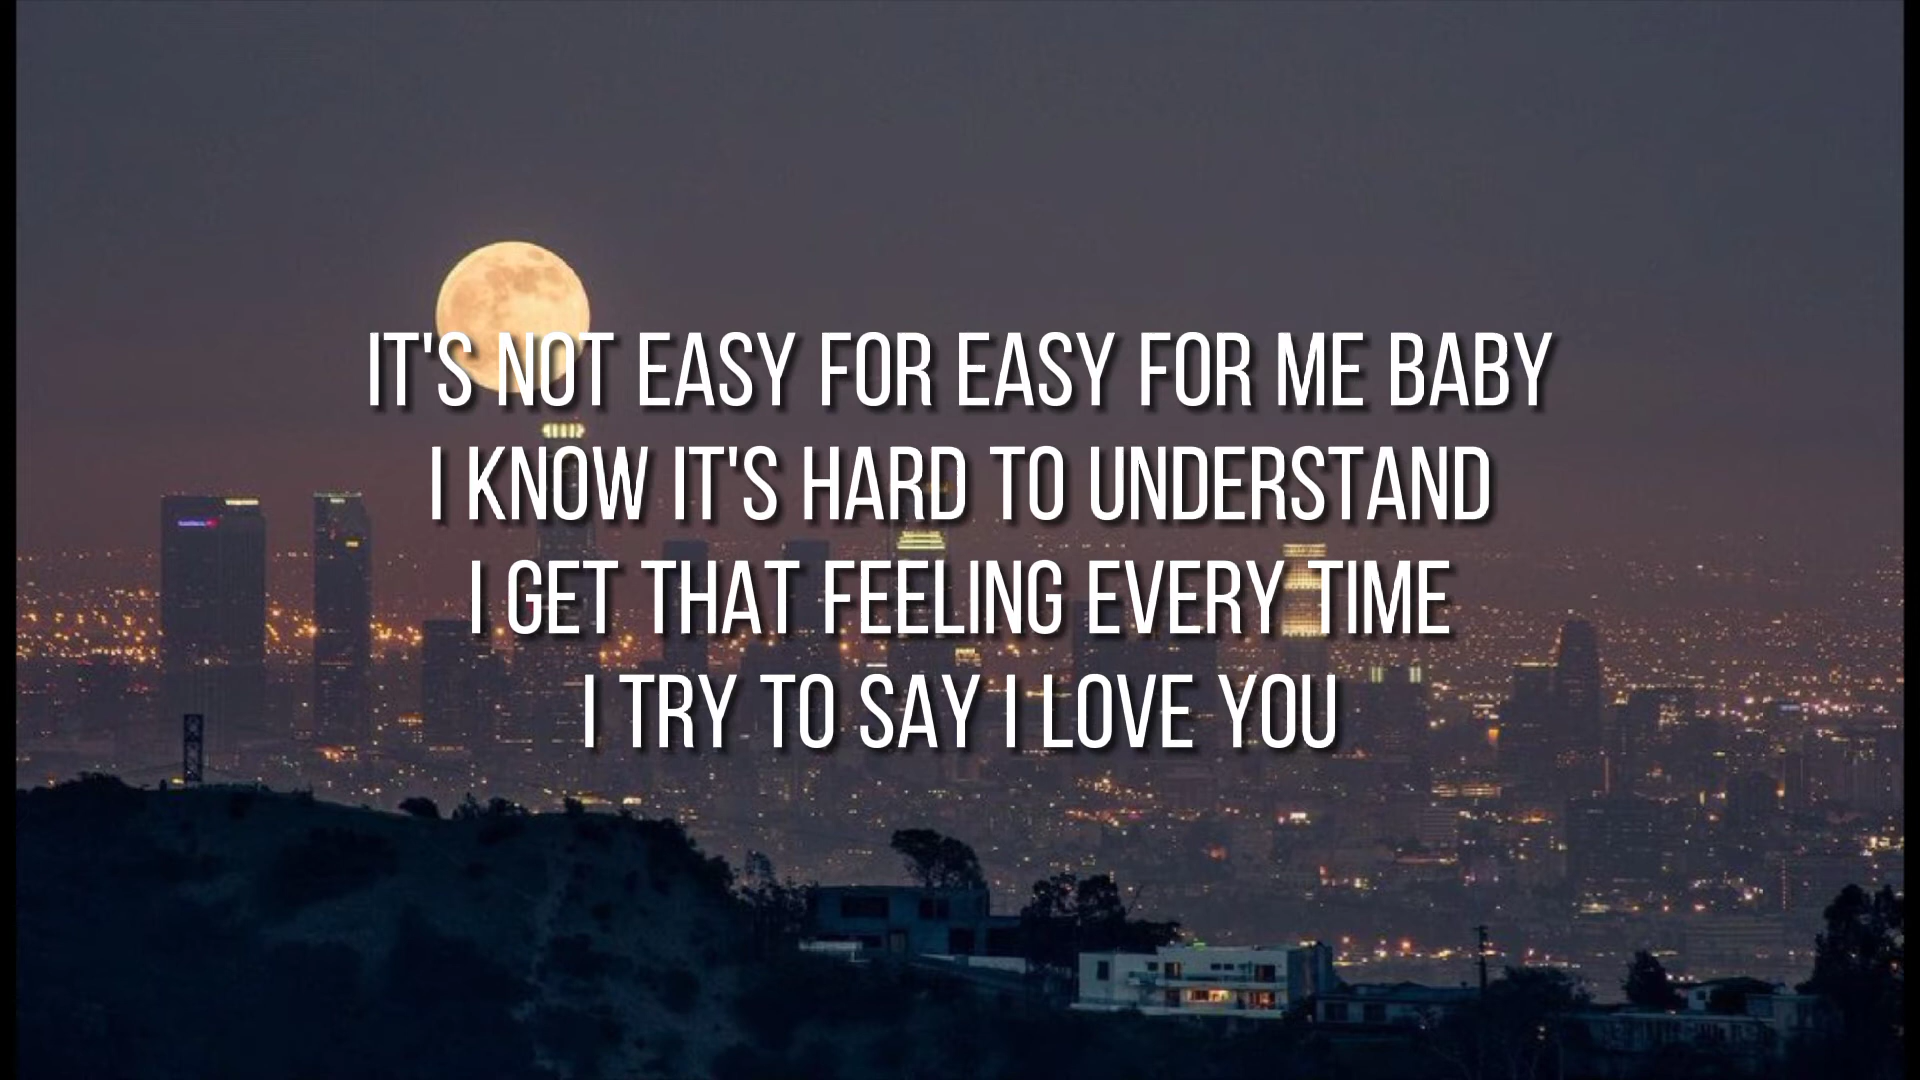 IT'S NOT EASY FOR EASY FOR ME BABY
I KNOW IT'S HARD TO UNDERSTAND
I GET THAT FEELING EVERY TIME
I TRY TO SAY I LOVE YOU